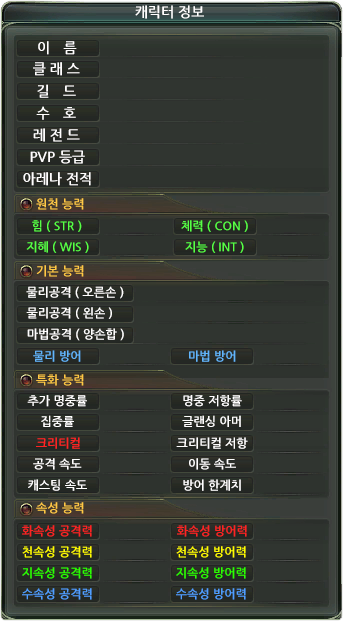 캐릭터 정보
이 름
클래스
길 드
수 호
레전드
PVP 등급
아레나 전적
원천 능력
힘 ( STR ) 체력 ( CON )
지혜 ( WIS ) 지능 ( INT )
기본 능력
물리공격 ( 오른손 )
물리공격 ( 왼손 )
마법공격 ( 양손합 )
물리 방어 마법 방어
특화 능력
추가 명중률 명중 저항률
집중률 글랜싱 아머
크리티컬 크리티컬 저항
공격 속도 이동 속도
캐스팅 속도 방어 한계치
속성 능력
화속성 공격력 화속성 방어력
천속성 공격력 천속성 방어력
지속성 공격력 지속성 방어력
수속성 공격력 수속성 방어력